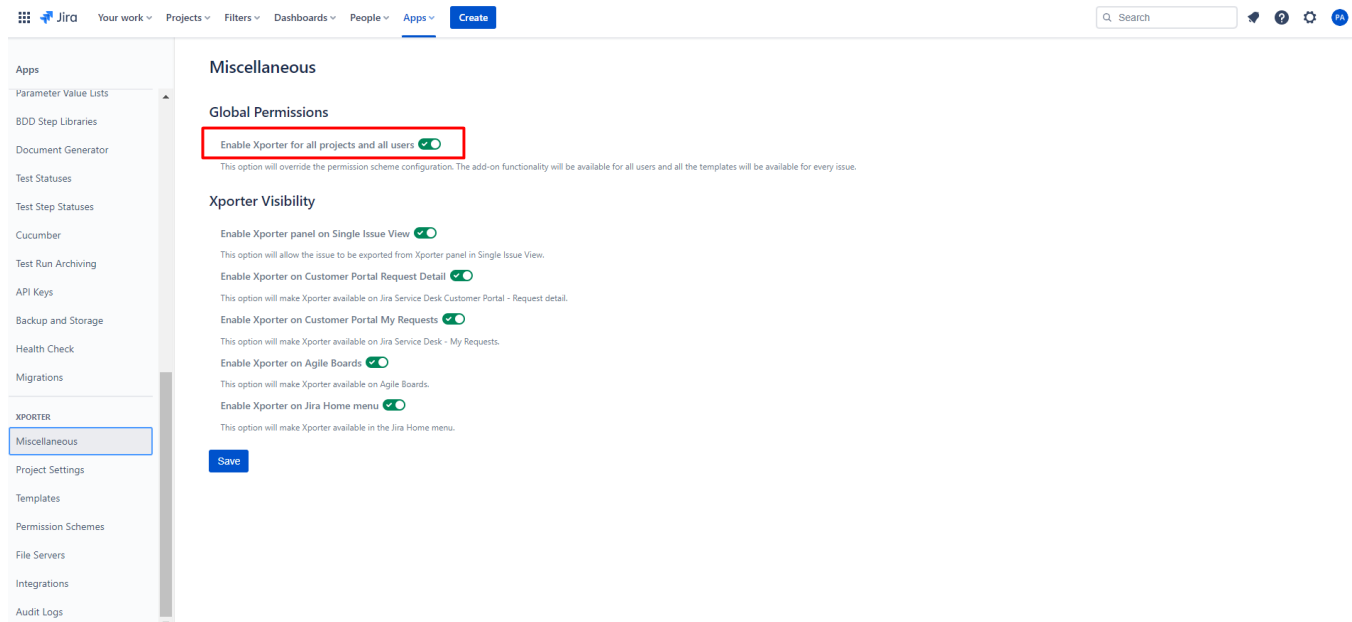 Jira Your work Projects Filters Dashboards People Apps Create Search PA
Apps
Parameter Value Lists
BDD Step Libraries
Document Generator
Test Statuses
Test Step Statuses
Cucumber
Test Run Archiving
API Keys
Backup and Storage
Health Check
Migrations
XPORTER
Miscellaneous
Project Settings
Templates
Permission Schemes
File Servers
Integrations
Audit Logs
Miscellaneous
Global Permissions
Enable Xporter for all projects and all users
This option will override the permission scheme configuration. The add-on functionality will be available for all users and all the templates will be available for every issue.
Xporter Visibility
Enable Xporter panel on Single Issue View
This option will allow the issue to be exported from Xporter panel in Single Issue View.
Enable Xporter on Customer Portal Request Detail
This option will make Xporter available on Jira Service Desk Customer Portal - Request detail.
Enable Xporter on Customer Portal My Requests
This option will make Xporter available on Jira Service Desk - My Requests.
Enable Xporter on Agile Boards
This option will make Xporter available on Agile Boards.
Enable Xporter on Jira Home menu
This option will make Xporter available in the Jira Home menu.
Save